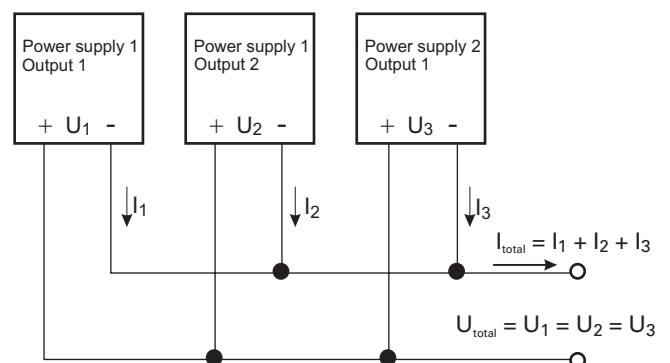 Power supply 1
Output 1
+ U1 -
Power supply 1
Output 2
+ U2 -
Power supply 2
Output 1
+ U3 -
I1
I2
I3
Itotal = I1 + I2 + I3
Utotal = U1 = U2 = U3